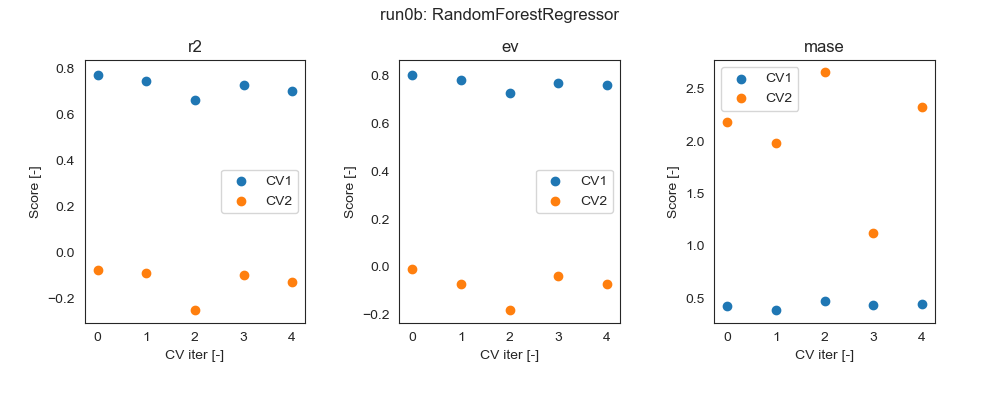 run0b: RandomForestRegressor
r2
0.8
0.6
0.4
0.2
0.0
−0.2
Score [-]
CV1
CV2
0 1 2 3 4
CV iter [-]
ev
0.8
0.6
0.4
0.2
0.0
−0.2
Score [-]
CV1
CV2
0 1 2 3 4
CV iter [-]
mase
2.5
2.0
1.5
1.0
0.5
Score [-]
CV1
CV2
0 1 2 3 4
CV iter [-]